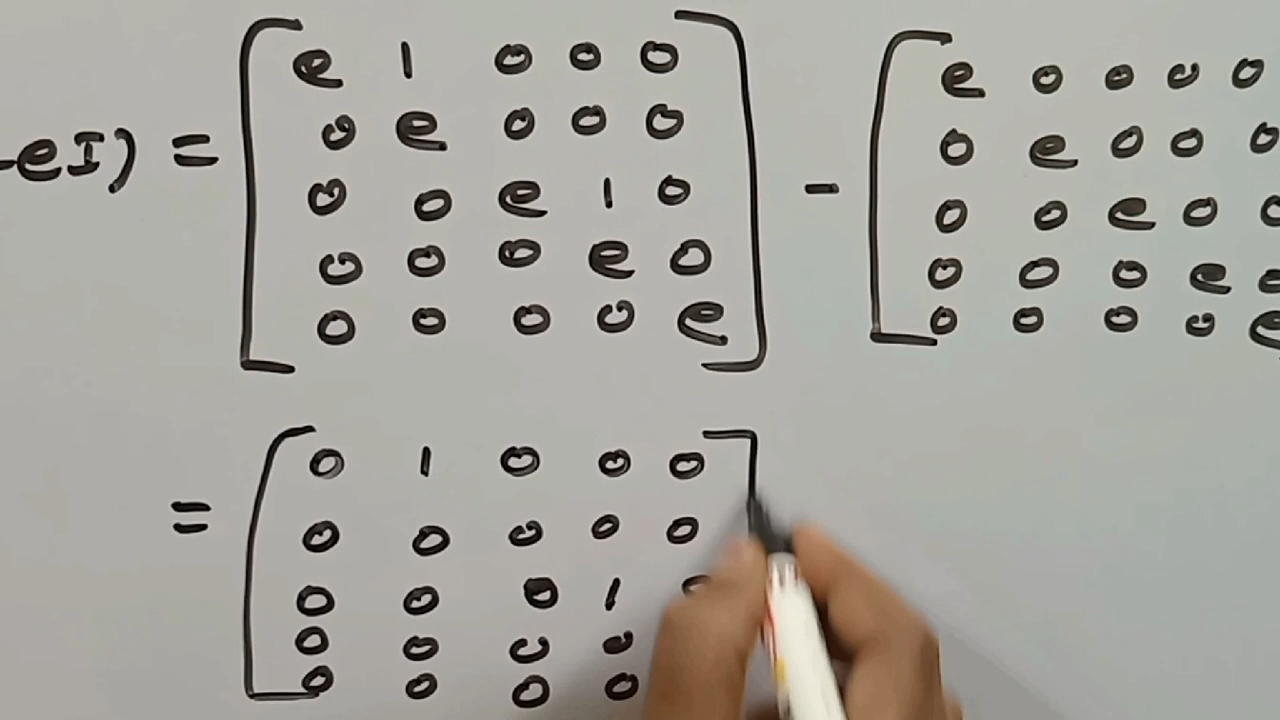 -eI) = [ e 1 0 0 0 ] - [ e 0 0 0 0
0 e 0 0 0 0 e 0 0 0
0 0 e 1 0 0 0 e 0 0
0 0 0 e 0 0 0 0 e 0
0 0 0 0 e 0 0 0 0 e
= [ 0 1 0 0 0 ]
0 0 0 0 0
0 0 0 1 0
0 0 0 0
0 0 0 0